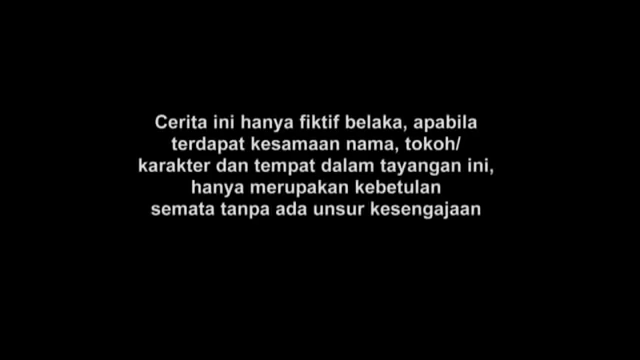 Cerita ini hanya fiktif belaka, apabila
terdapat kesamaan nama, tokoh/
karakter dan tempat dalam tayangan ini,
hanya merupakan kebetulan
semata tanpa ada unsur kesengajaan